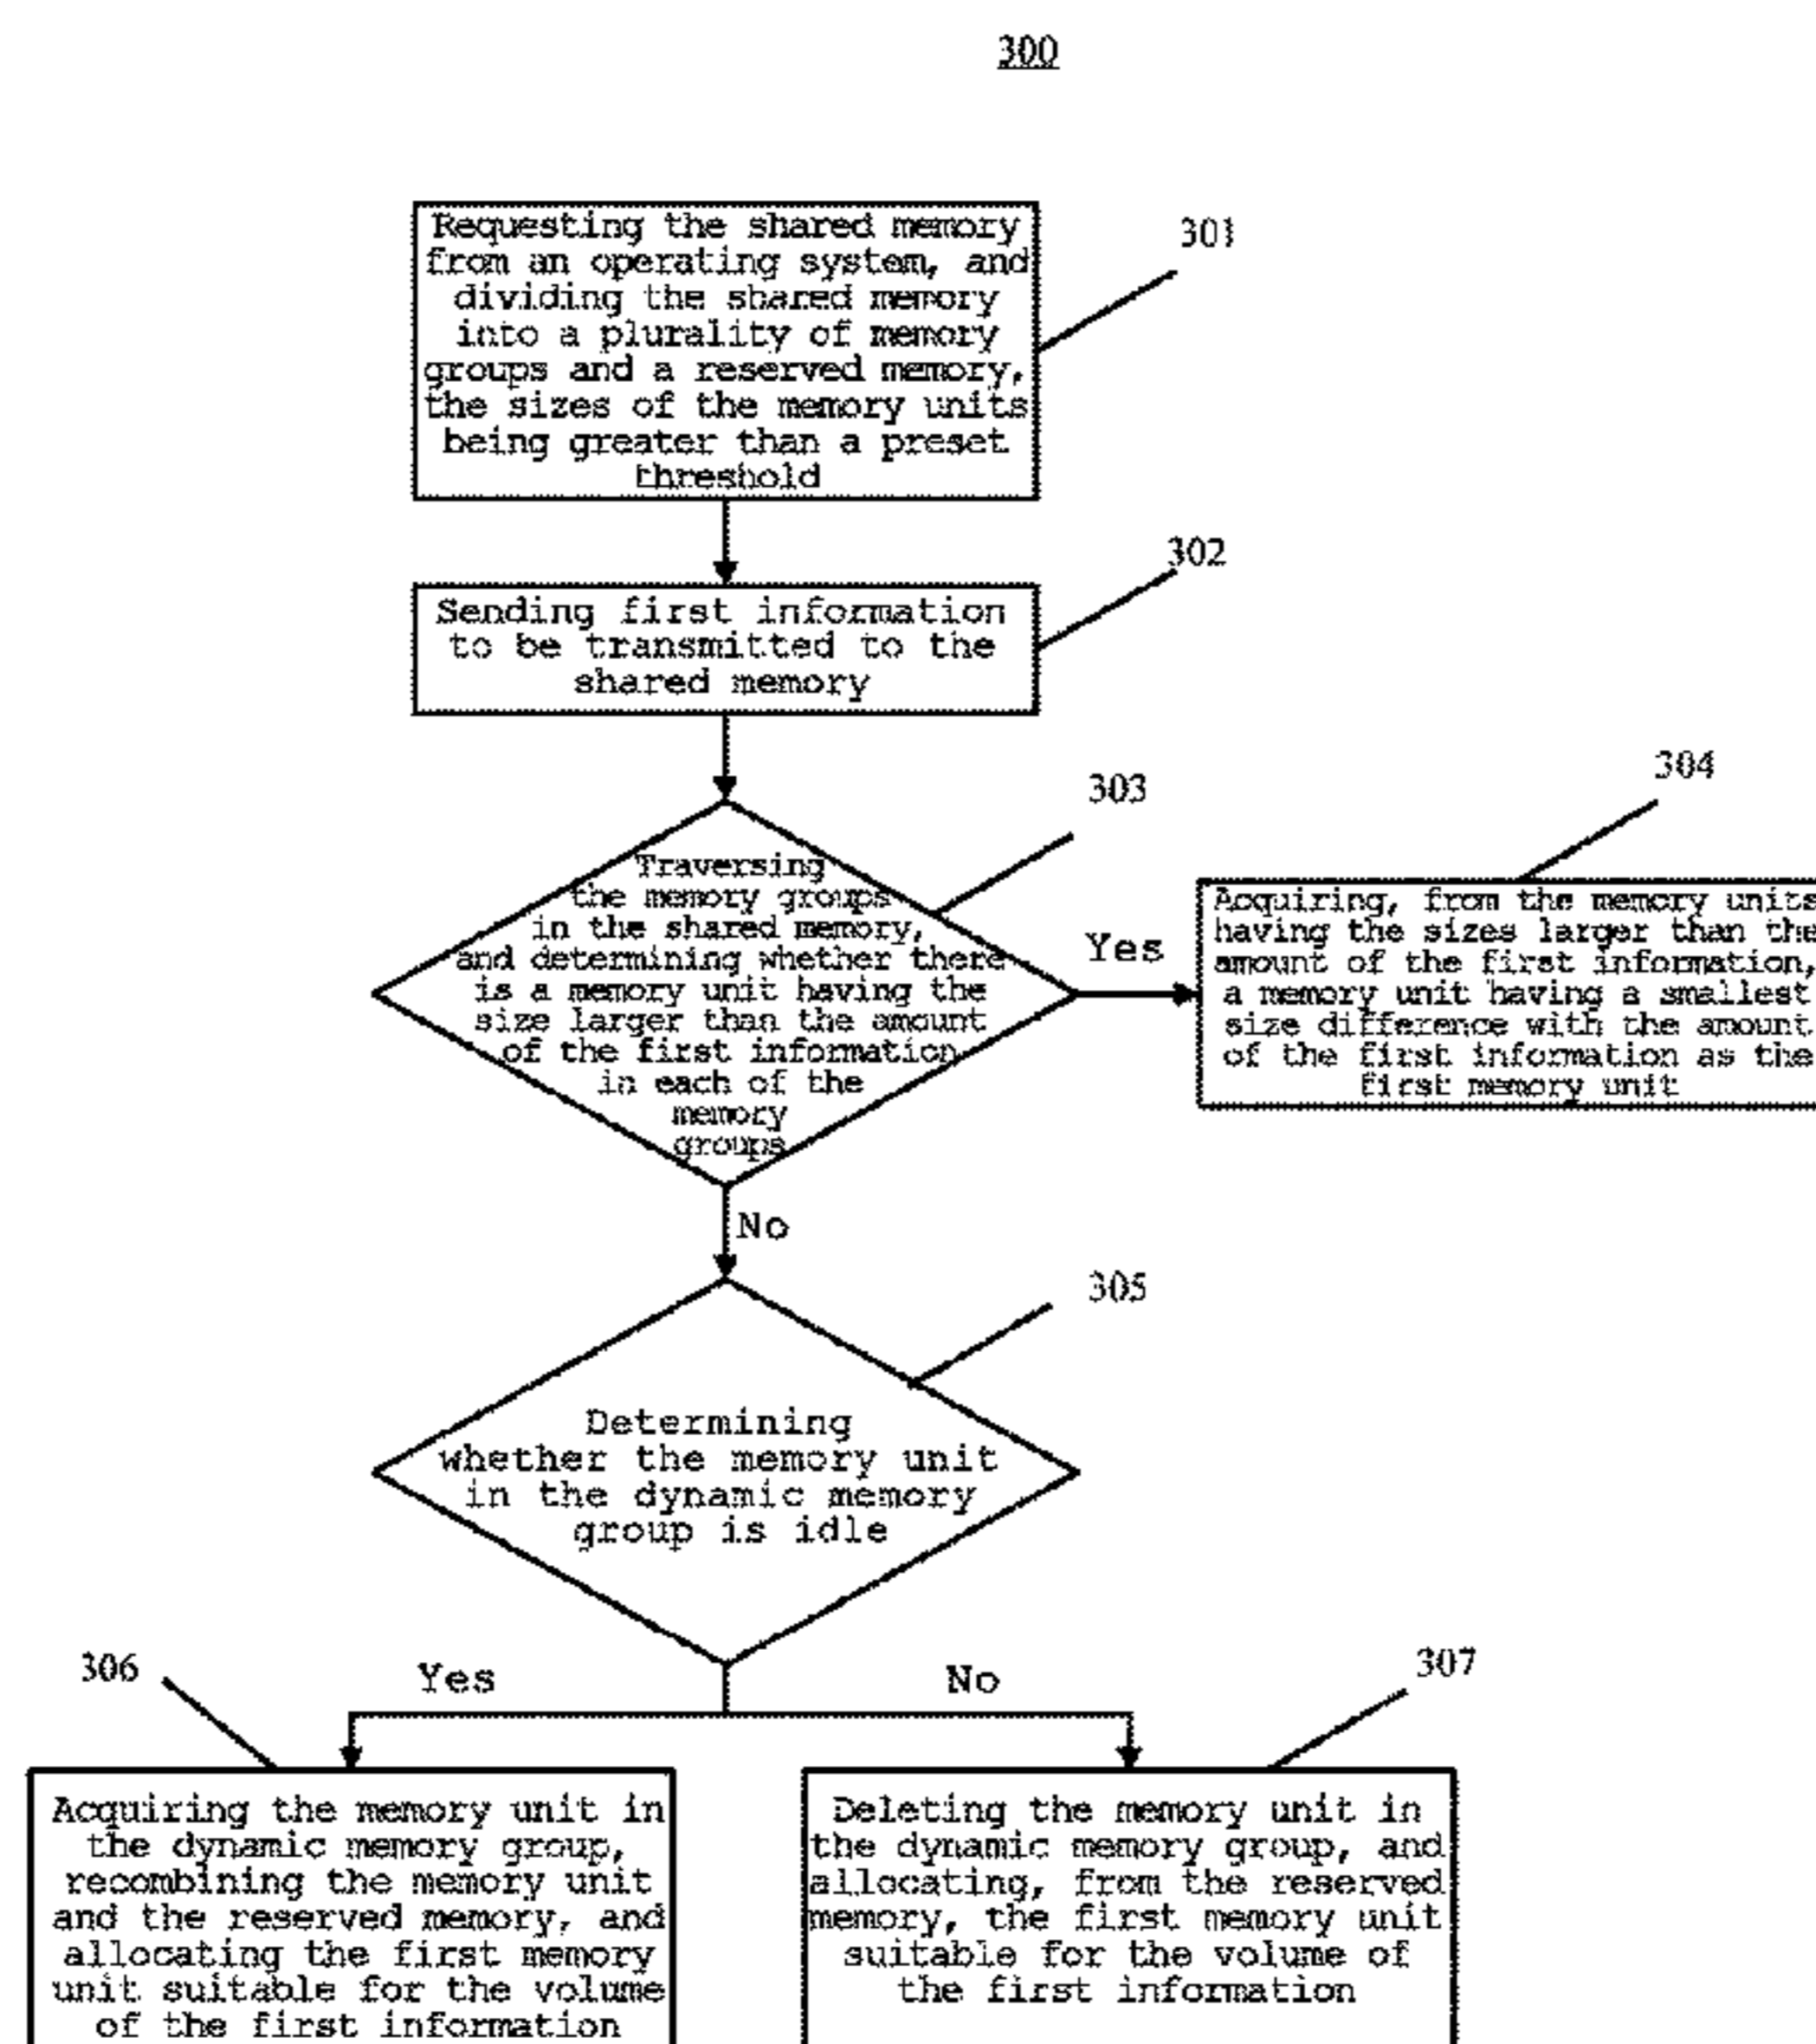 300
Requesting the shared memory
from an operating system, and
dividing the shared memory
into a plurality of memory
groups and a reserved memory,
the sizes of the memory units
being greater than a preset
threshold
301
Sending first information
to be transmitted to the
shared memory
302
Traversing
the memory groups
in the shared memory,
and determining whether there
is a memory unit having the
size larger than the amount
of the first information
in each of the
memory
groups
303
Yes
304
Acquiring, from the memory units
having the sizes larger than the
amount of the first information,
a memory unit having a smallest
size difference with the amount
of the first information as the
first memory unit
No
305
Determining
whether the memory unit
in the dynamic memory
group is idle
Yes
No
306
Acquiring the memory unit in
the dynamic memory group,
recombining the memory unit
and the reserved memory, and
allocating the first memory
unit suitable for the volume
of the first information
307
Deleting the memory unit in
the dynamic memory group, and
allocating, from the reserved
memory, the first memory unit
suitable for the volume of
the first information